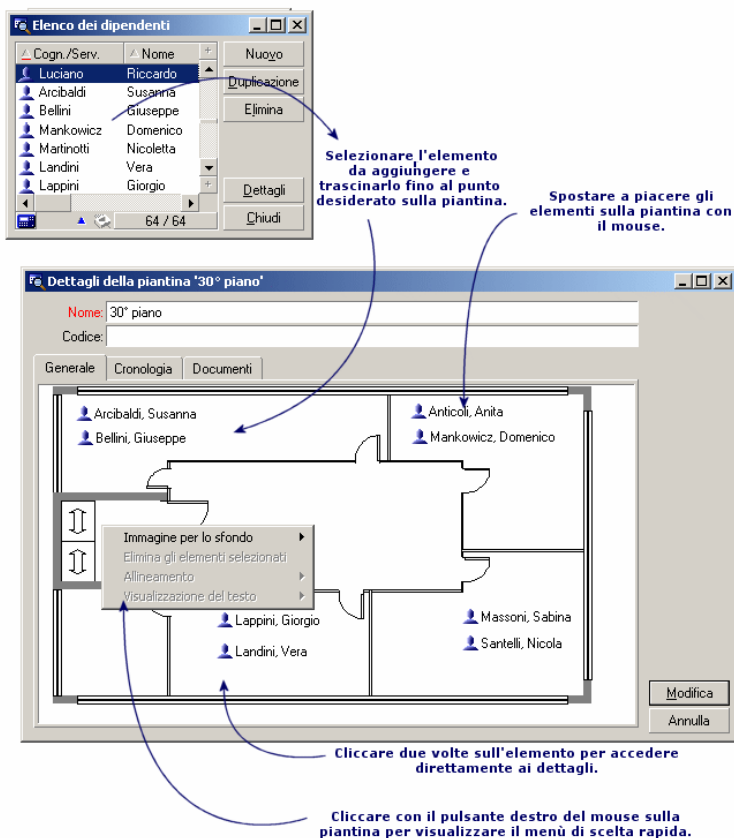 Elenco dei dipendenti
Cogn./Serv. Nome
Luciano Riccardo
Arcibaldi Susanna
Bellini Giuseppe
Mankowicz Domenico
Martinotti Nicoletta
Landini Vera
Lappini Giorgio
64 / 64
Nuovo
Duplicazione
Elimina
Dettagli
Chiudi
Selezionare l'elemento
da aggiungere e
trascinarlo fino al punto
desiderato sulla piantina.
Spostare a piacere gli
elementi sulla piantina con
il mouse.
Dettagli della piantina '30° piano'
Nome: 30° piano
Codice:
Generale Cronologia Documenti
Arcibaldi, Susanna
Bellini, Giuseppe
Anticoli, Anita
Mankowicz, Domenico
Immagine per lo sfondo
Elimina gli elementi selezionati
Allineamento
Visualizzazione del testo
Lappini, Giorgio
Landini, Vera
Massoni, Sabina
Santelli, Nicola
Modifica
Annulla
Cliccare due volte sull'elemento per accedere
direttamente ai dettagli.
Cliccare con il pulsante destro del mouse sulla
piantina per visualizzare il menù di scelta rapida.